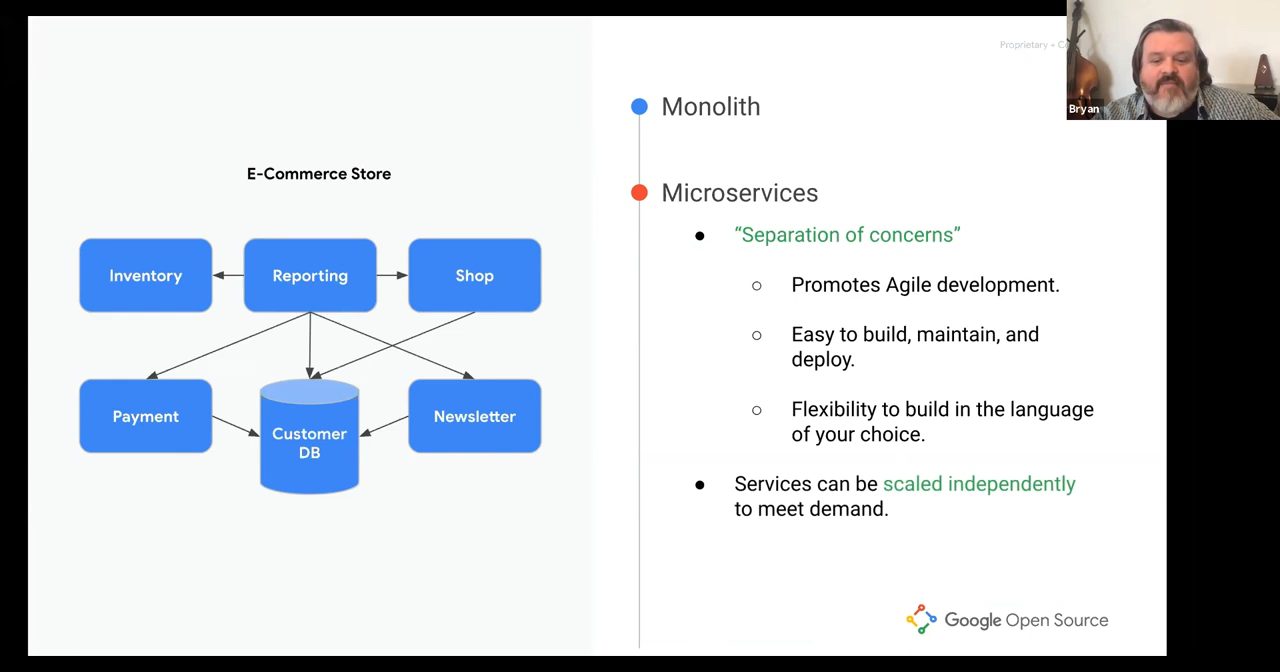 Proprietary +
Bryan
E-Commerce Store
Inventory
Reporting
Shop
Payment
Customer
DB
Newsletter
Monolith
Microservices
● “Separation of concerns”
○ Promotes Agile development.
○ Easy to build, maintain, and
deploy.
○ Flexibility to build in the language
of your choice.
● Services can be scaled independently
to meet demand.
Google Open Source